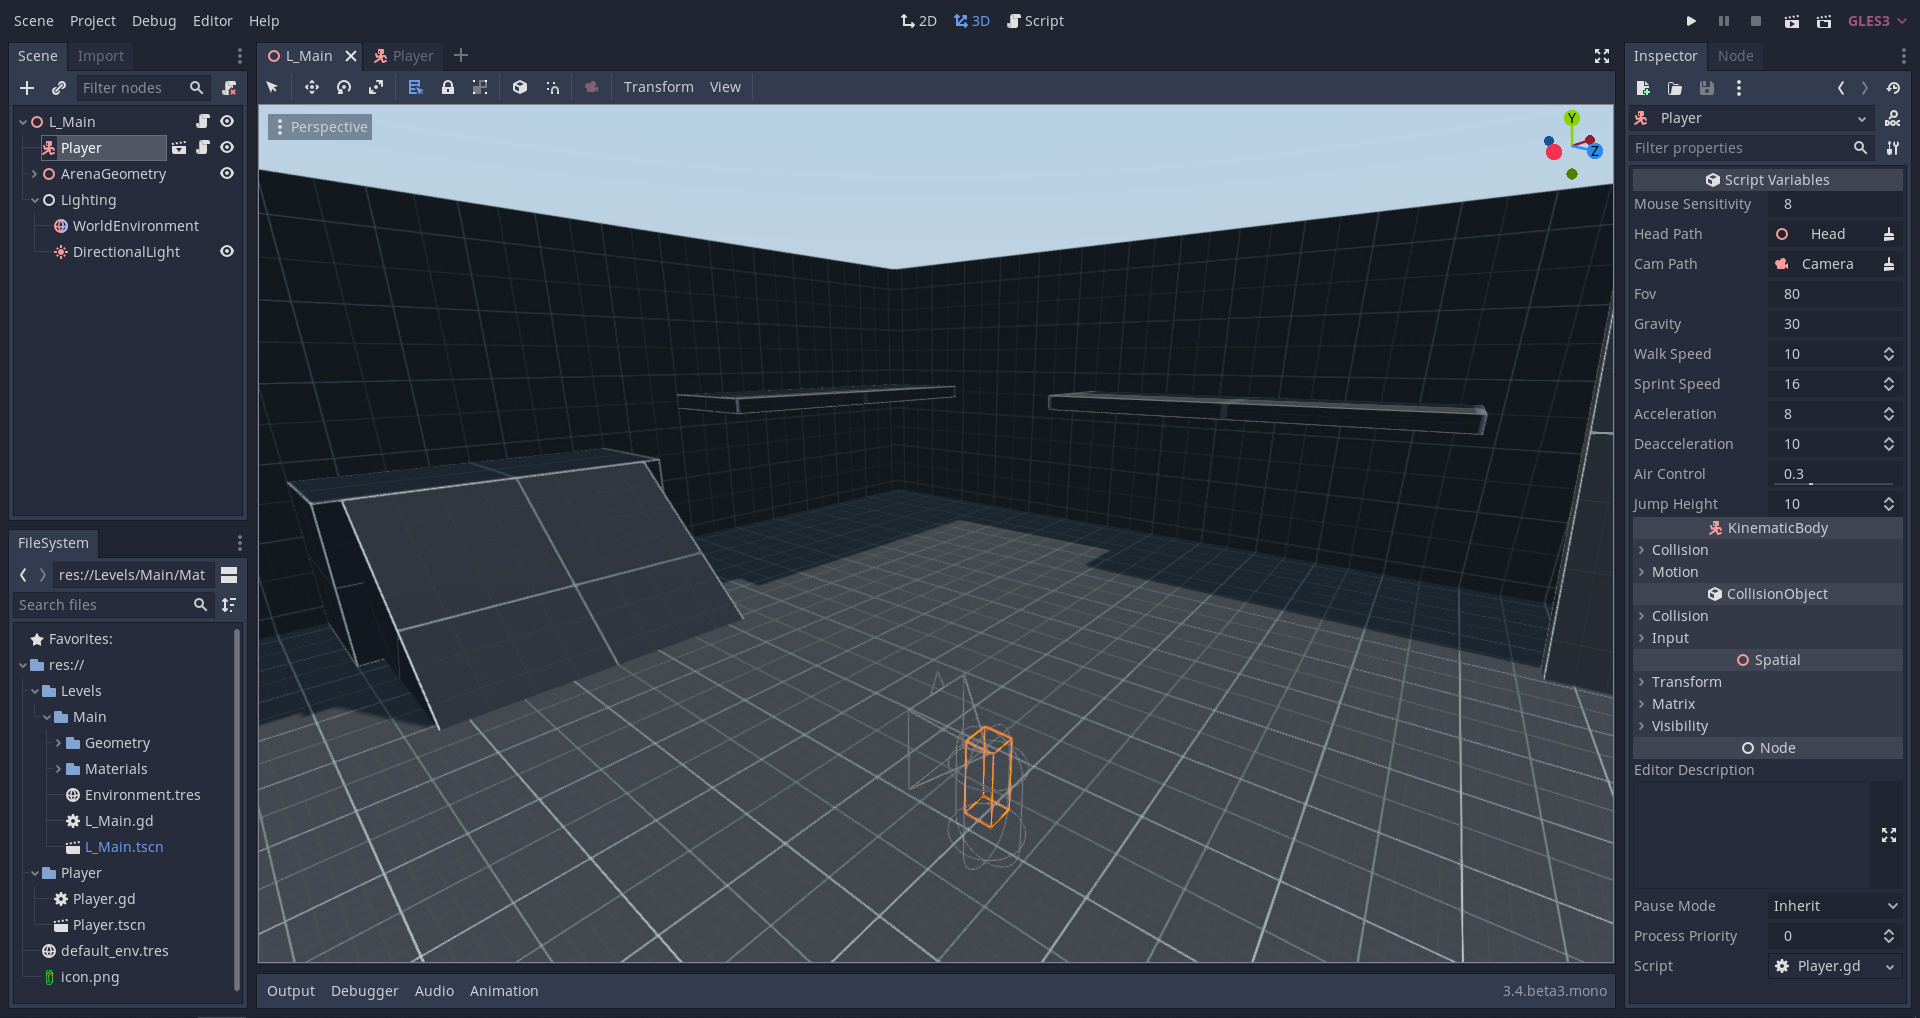 Scene Project Debug Editor Help
2D 3D Script
GLES3
Scene Import
Filter nodes
L_Main
Player
ArenaGeometry
Lighting
WorldEnvironment
DirectionalLight
FileSystem
res://Levels/Main/Mat
Search files
Favorites:
res://
Levels
Main
Geometry
Materials
Environment.tres
L_Main.gd
L_Main.tscn
Player
Player.gd
Player.tscn
default_env.tres
icon.png
L_Main Player
Transform View
Perspective
Y
Z
Output Debugger Audio Animation
3.4.beta3.mono
Inspector Node
Player
Filter properties
Script Variables
Mouse Sensitivity 8
Head Path Head
Cam Path Camera
Fov 80
Gravity 30
Walk Speed 10
Sprint Speed 16
Acceleration 8
Deacceleration 10
Air Control 0.3
Jump Height 10
KinematicBody
Collision
Motion
CollisionObject
Collision
Input
Spatial
Transform
Matrix
Visibility
Node
Editor Description
Pause Mode Inherit
Process Priority 0
Script Player.gd